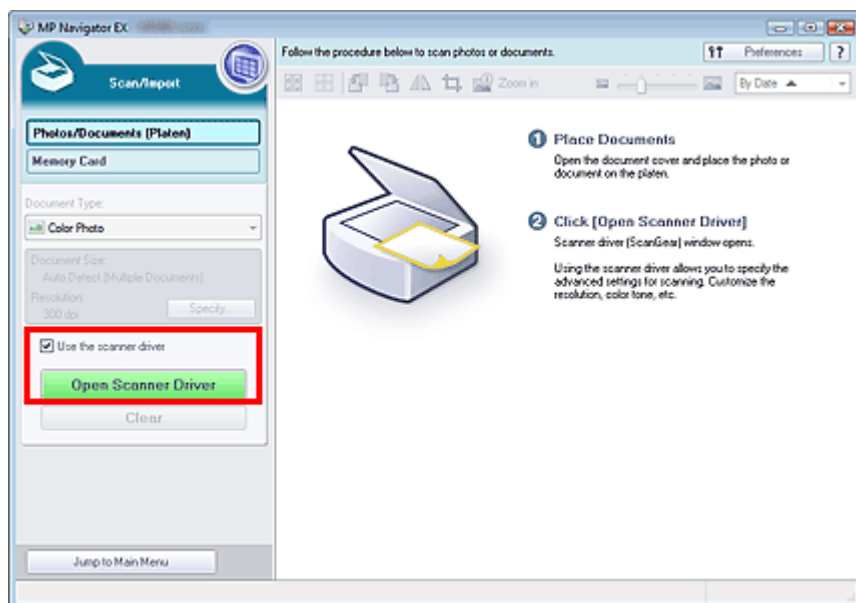 MP Navigator EX
Scan/Import
Photos/Documents (Platen)
Memory Card
Document Type:
Color Photo
Document Size:
Auto Detect (Multiple Documents)
Resolution:
300 dpi
Specify...
Use the scanner driver
Open Scanner Driver
Clear
Jump to Main Menu
Follow the procedure below to scan photos or documents.
Preferences
?
Zoom in
By Date
1 Place Documents
Open the document cover and place the photo or
document on the platen.
2 Click [Open Scanner Driver]
Scanner driver (ScanGear) window opens.
Using the scanner driver allows you to specify the
advanced settings for scanning. Customize the
resolution, color tone, etc.